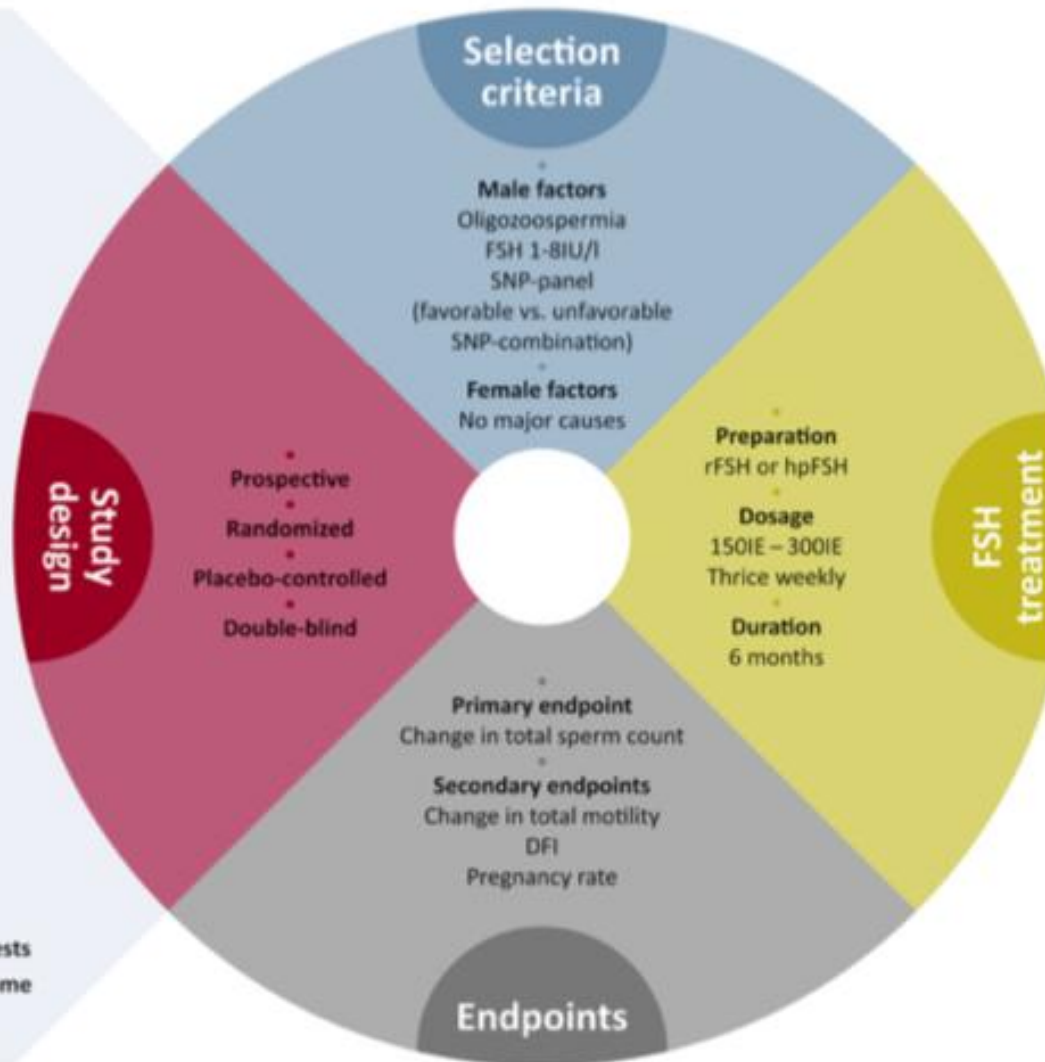 Selection
criteria
Male factors
Oligozoospermia
FSH 1-8IU/l
SNP-panel
(favorable vs. unfavorable
SNP-combination)
Female factors
No major causes
Preparation
rFSH or hpFSH
Dosage
150IE – 300IE
Thrice weekly
Duration
6 months
FSH
treatment
Study
design
Prospective
Randomized
Placebo-controlled
Double-blind
Primary endpoint
Change in total sperm count
Secondary endpoints
Change in total motility
DFI
Pregnancy rate
Endpoints
ests
me